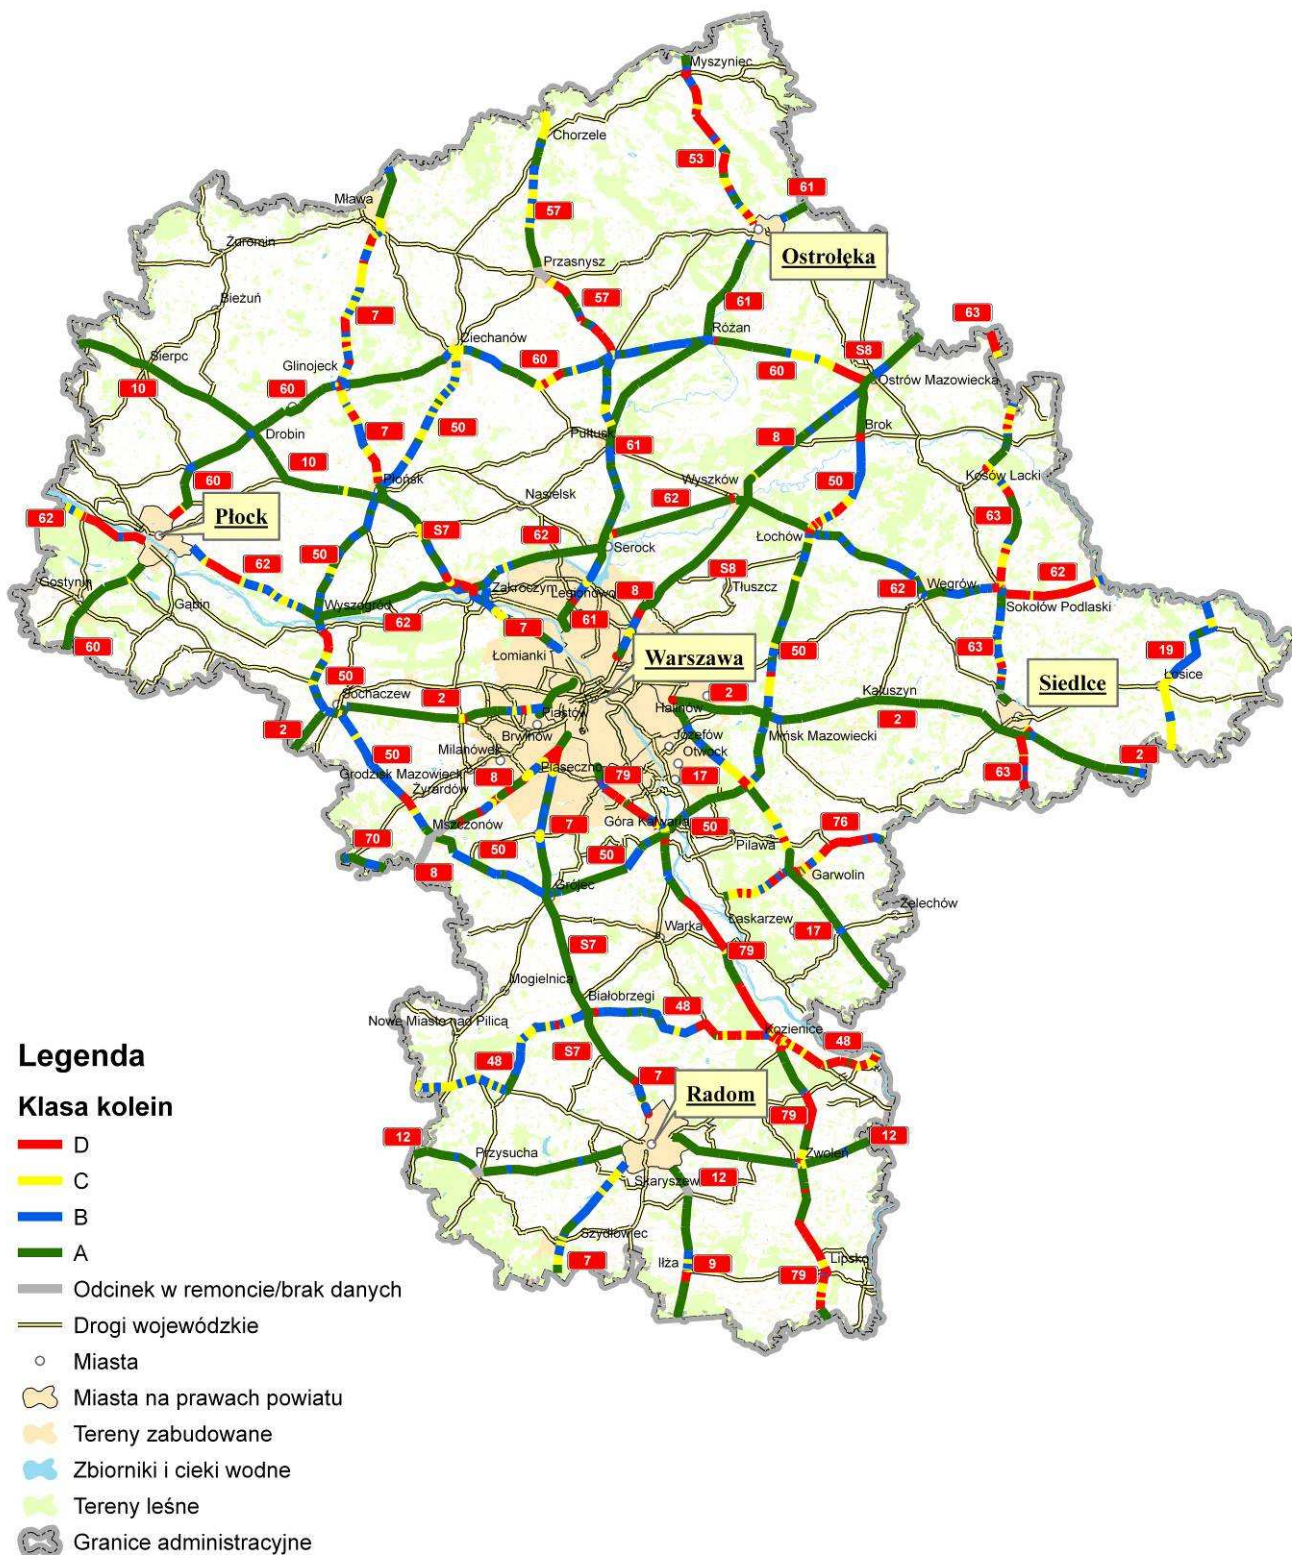 Myszyniec
Chorzele
53
61
Mława
57
Ostrołęka
Żuromin
Przasnysz
57
61
Bieżuń
63
7
Różan
Ciechanów
S8
Sierpc
Glinojeck
60
60
Ostrów Mazowiecka
10
60
Brok
7
50
Drobin
Pułtusk
61
8
10
Kosów Lacki
60
Płońsk
Wyszków
50
Nasielsk
62
Płock
62
63
S7
62
Łochów
50
Serock
S8
Gostynin
62
Tłuszcz
62
Węgrów
62
Zakroczym
Legionowo
8
Gąbin
Wyszogród
Sokołów Podlaski
62
61
60
7
Łomianki
Warszawa
50
63
19
50
Siedlce
Łosice
Sochaczew
2
2
Kałuszyn
Halinów
2
2
Piastów
Brwinów
Józefów
Mińsk Mazowiecki
50
Milanówek
Otwock
2
Grodzisk Mazowiecki
8
Piaseczno
79
17
63
Żyrardów
Mszczonów
7
Góra Kalwaria
50
76
70
50
50
Pilawa
8
Garwolin
Grójec
Żelechów
Łaskarzew
Warka
17
S7
79
Mogielnica
Białobrzegi
48
Nowe Miasto nad Pilicą
Kozienice
48
S7
48
7
Radom
79
12
12
Przysucha
Zwoleń
Skaryszew
12
Szydłowiec
7
Iłża
9
Lipsko
79
Legenda
Klasa kolein
D
C
B
A
Odcinek w remoncie/brak danych
Drogi wojewódzkie
Miasta
Miasta na prawach powiatu
Tereny zabudowane
Zbiorniki i cieki wodne
Tereny leśne
Granice administracyjne